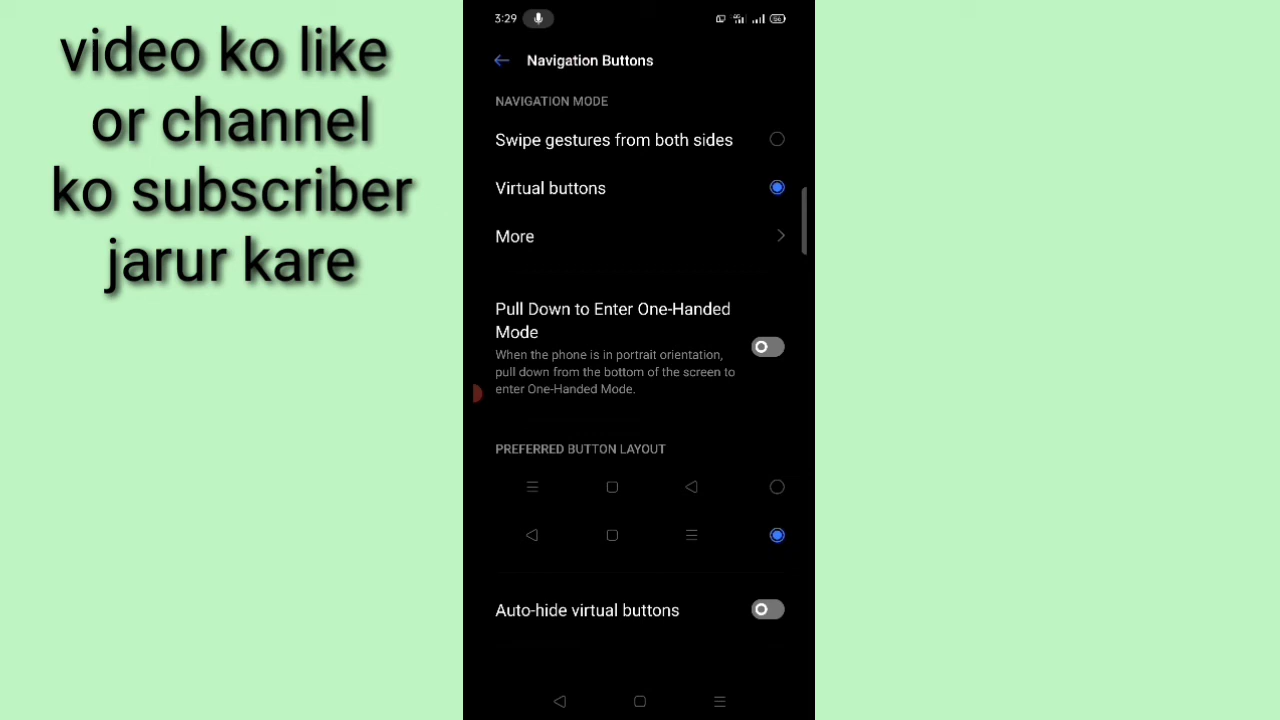 video ko like
or channel
ko subscriber
jarur kare
3:29
56
Navigation Buttons
NAVIGATION MODE
Swipe gestures from both sides
Virtual buttons
More
Pull Down to Enter One-Handed
Mode
When the phone is in portrait orientation,
pull down from the bottom of the screen to
enter One-Handed Mode.
PREFERRED BUTTON LAYOUT
Auto-hide virtual buttons